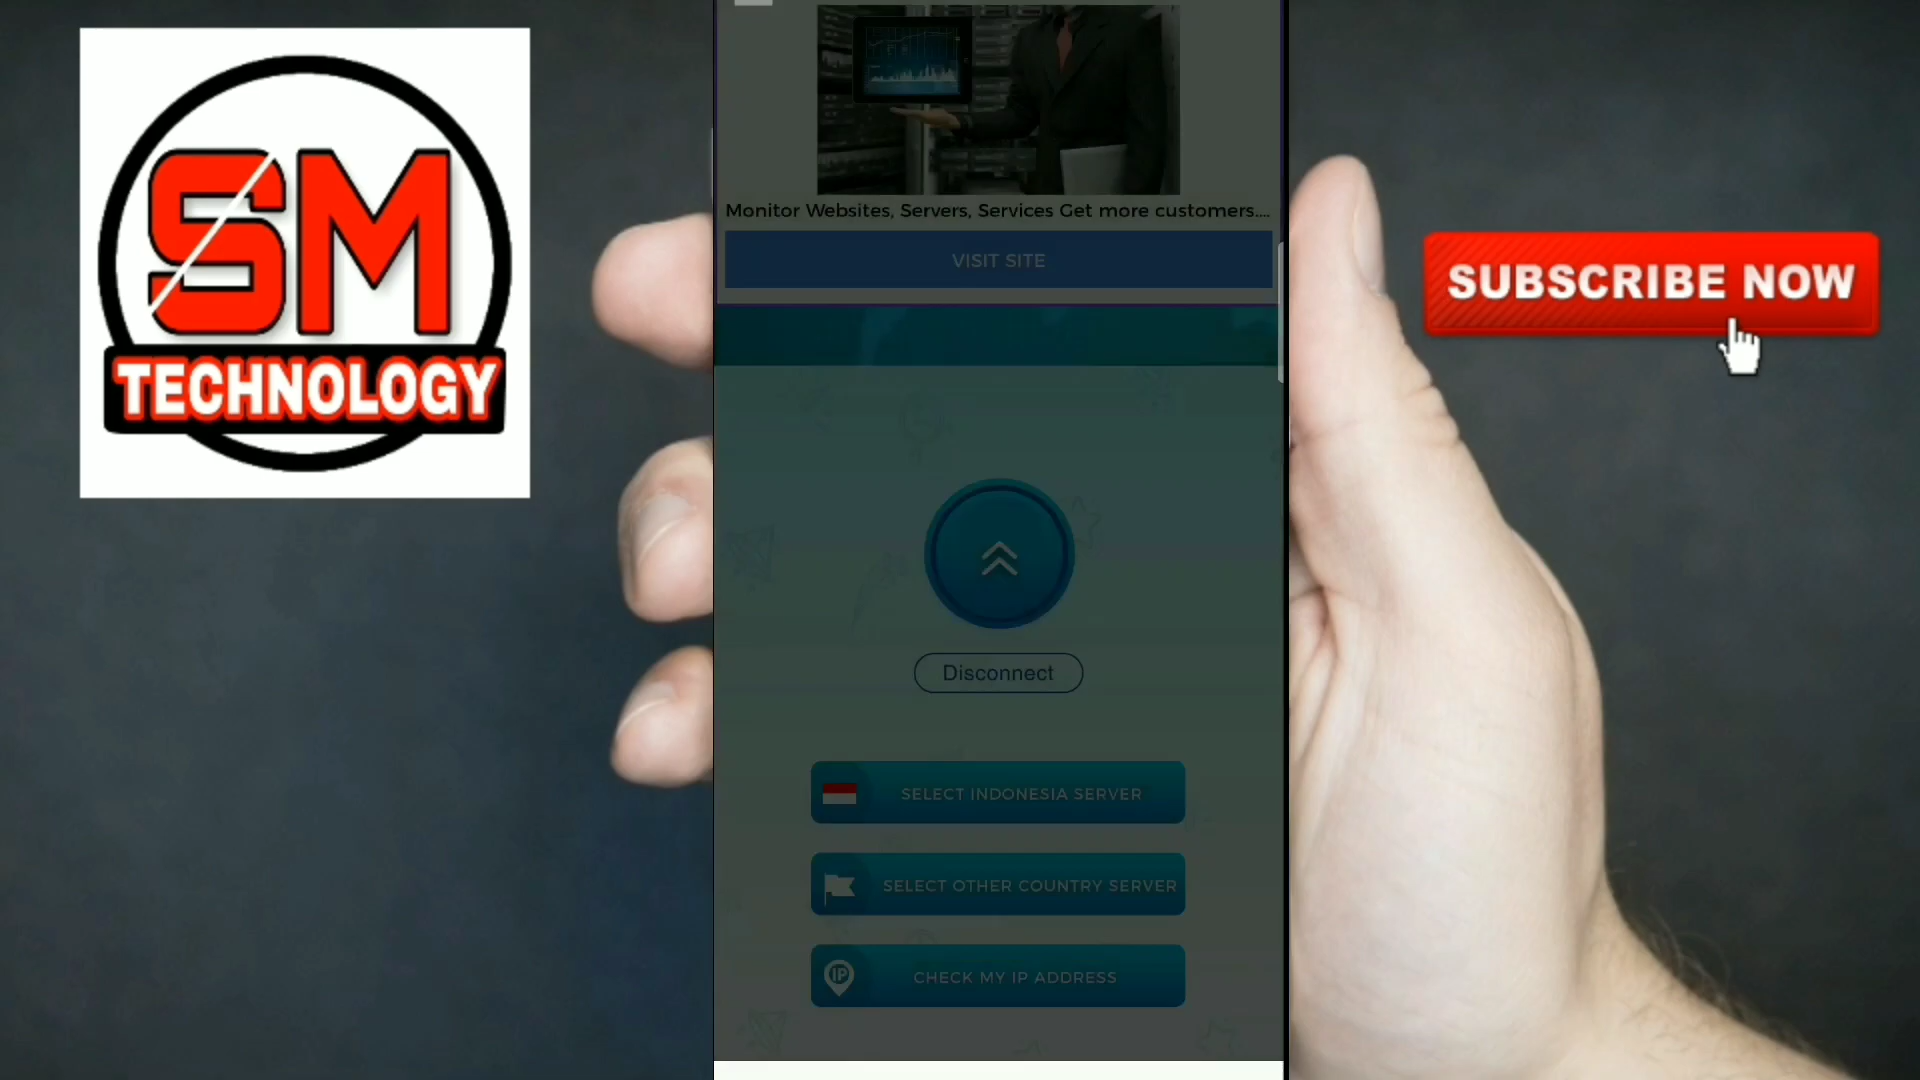 SM
TECHNOLOGY
Monitor Websites, Servers, Services Get more customers....
VISIT SITE
SUBSCRIBE NOW
Disconnect
SELECT INDONESIA SERVER
SELECT OTHER COUNTRY SERVER
IP
CHECK MY IP ADDRESS